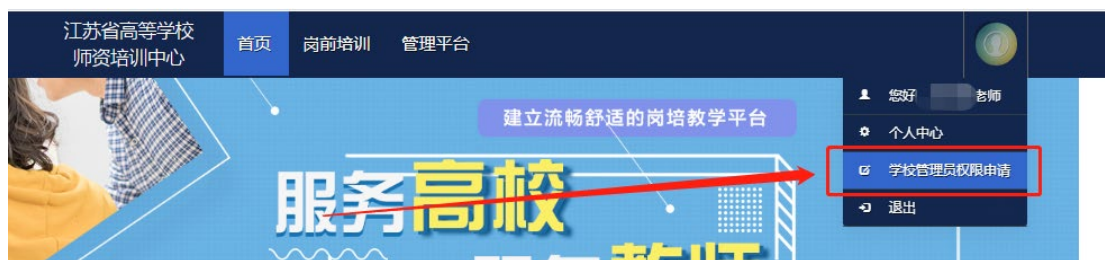 江苏省高等学校
师资培训中心
首页
岗前培训
管理平台
您好 老师
个人中心
学校管理员权限申请
退出
建立流畅舒适的岗培教学平台
服务高校